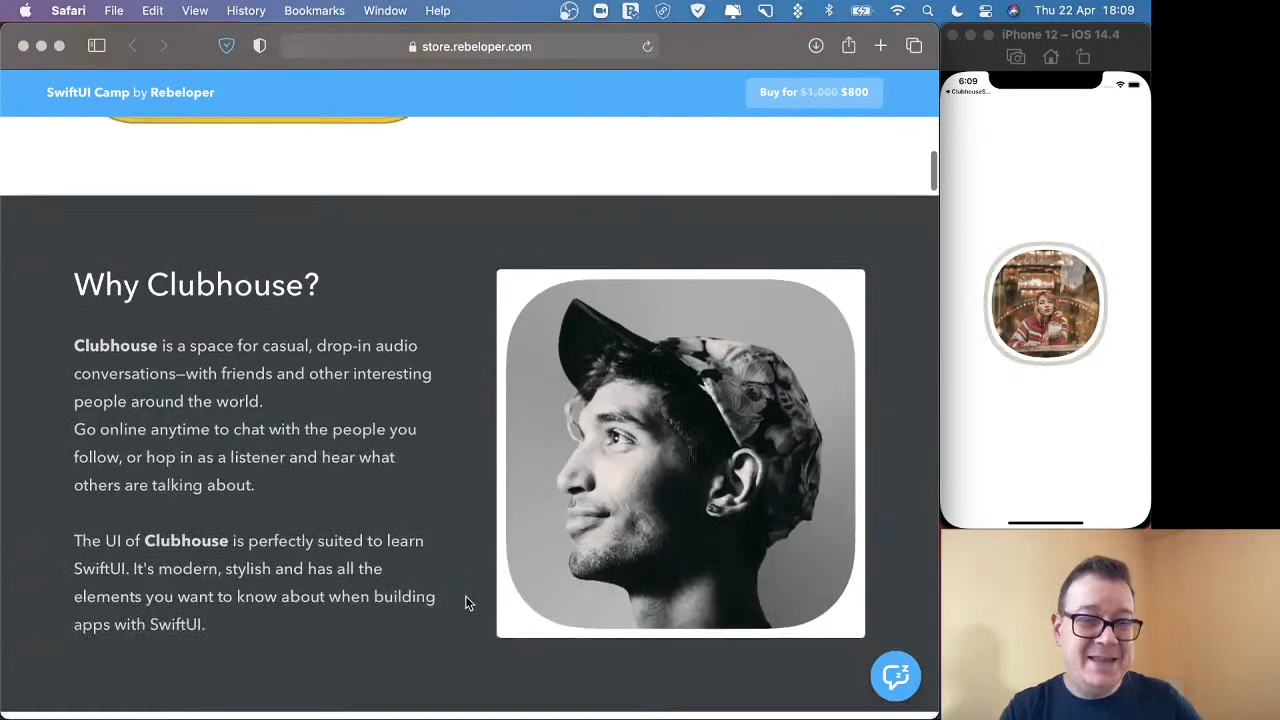 Safari File Edit View History Bookmarks Window Help Thu 22 Apr 18:09
store.rebeloper.com
iPhone 12 – iOS 14.4
SwiftUI Camp by Rebeloper
Buy for $1,000 $800
6:09
ClubhouseS...
Why Clubhouse?
Clubhouse is a space for casual, drop-in audio
conversations—with friends and other interesting
people around the world.
Go online anytime to chat with the people you
follow, or hop in as a listener and hear what
others are talking about.
The UI of Clubhouse is perfectly suited to learn
SwiftUI. It's modern, stylish and has all the
elements you want to know about when building
apps with SwiftUI.